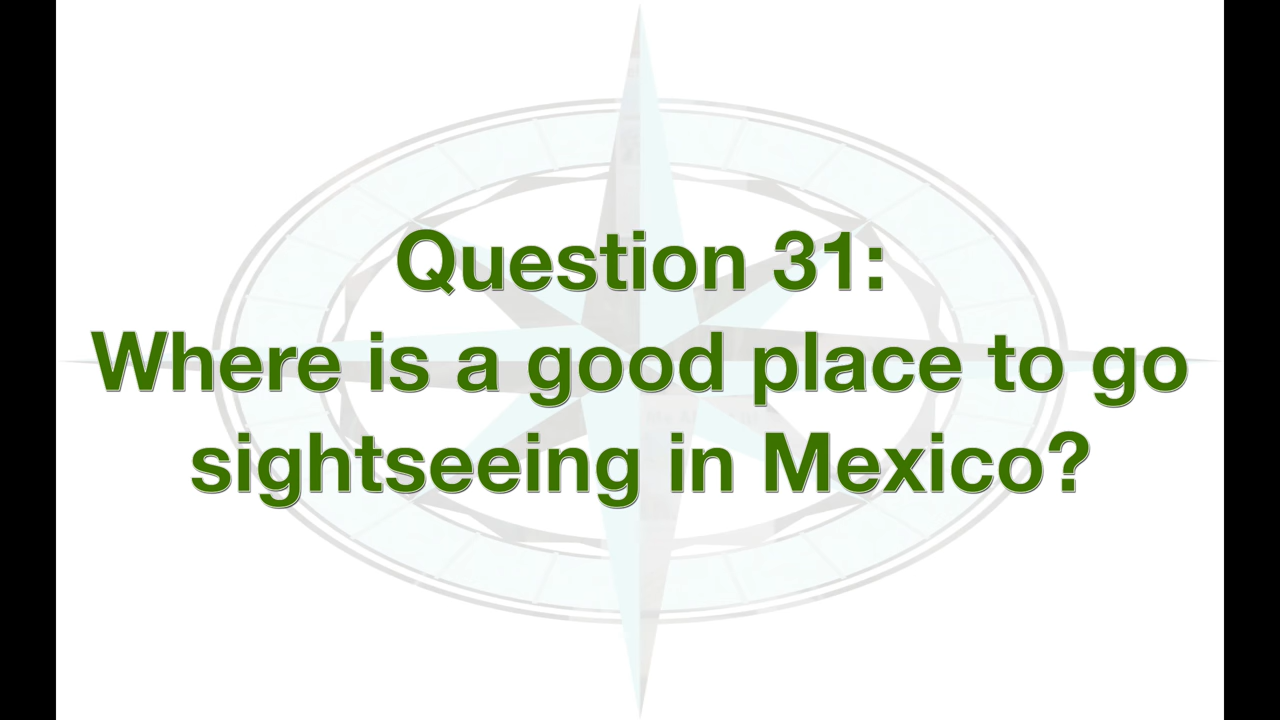 Question 31:
Where is a good place to go
sightseeing in Mexico?